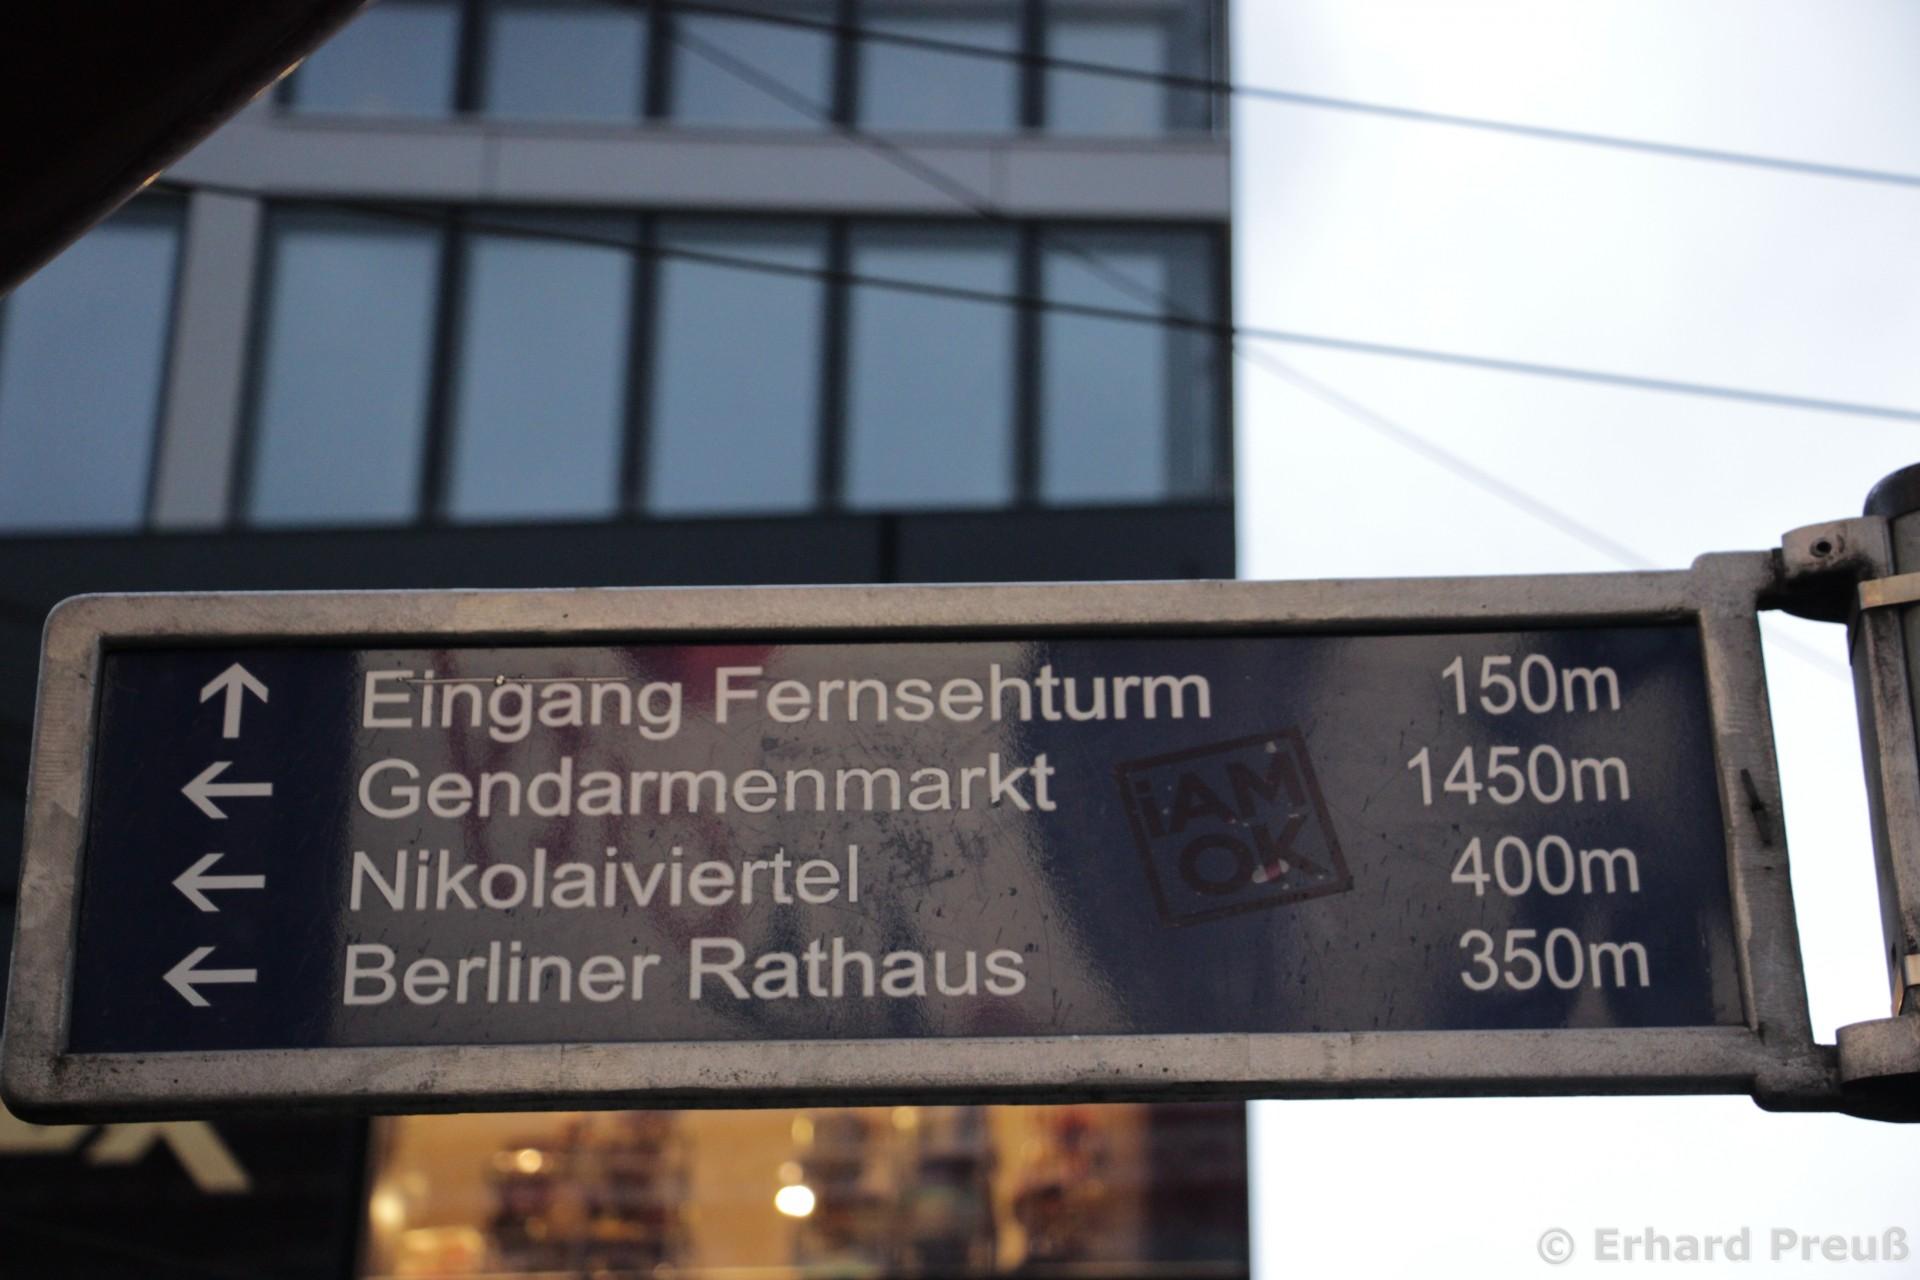 ↑ Eingang Fernsehturm 150m
← Gendarmenmarkt 1450m
← Nikolaiviertel 400m
← Berliner Rathaus 350m
iAM
OK
© Erhard Preuß